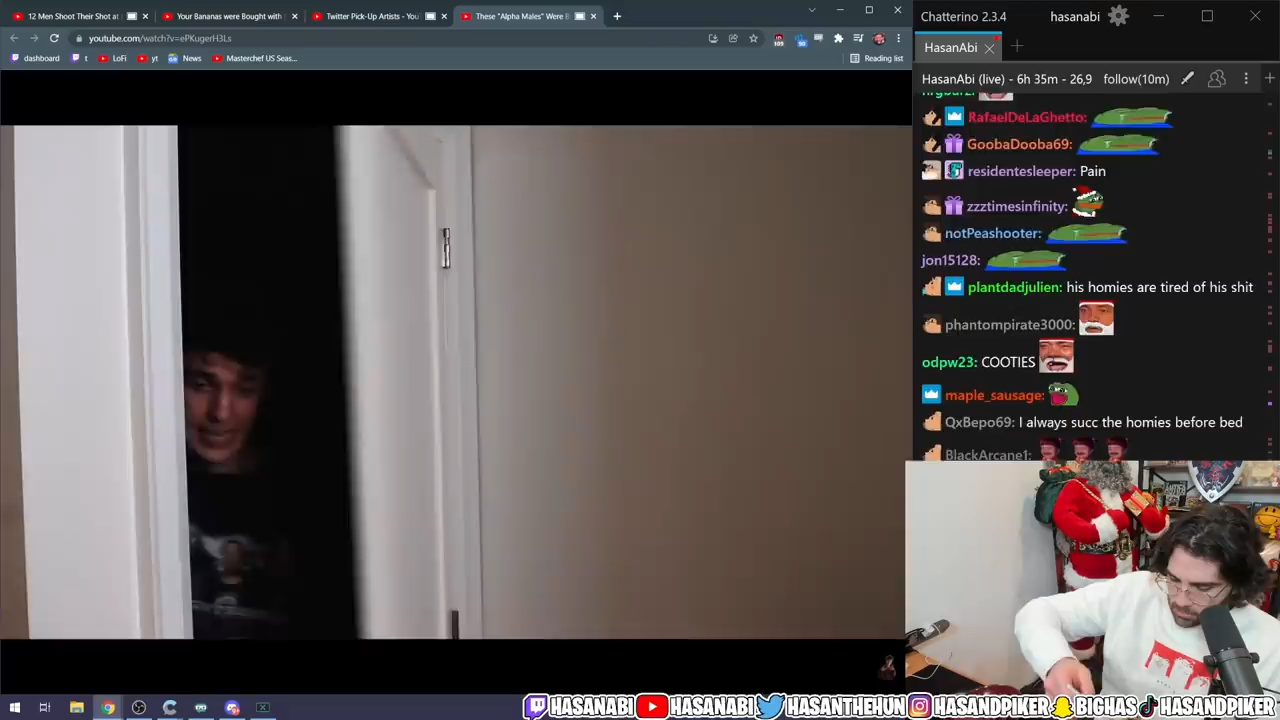 12 Men Shoot Their Shot at
Your Bananas were Bought with
Twitter Pick-Up Artists - You
These "Alpha Males" Were B
youtube.com/watch?v=ePKugerH3Ls
dashboard
t
LoFi
yt
News
Masterchef US Seas...
Reading list
Chatterino 2.3.4
hasanabi
HasanAbi
HasanAbi (live) - 6h 35m - 26,9
follow(10m)
RafaelDeLaGhetto:
GoobaDooba69:
residentesleeper: Pain
zzztimesinfinity:
notPeashooter:
jon15128:
plantdadjulien: his homies are tired of his shit
phantompirate3000:
odpw23: COOTIES
maple_sausage:
QxBepo69: I always succ the homies before bed
BlackArcane1:
HASANABI
HASANABI
HASANTHEHUN
HASANDPIKER
BIGHAS
HASANDPIKER